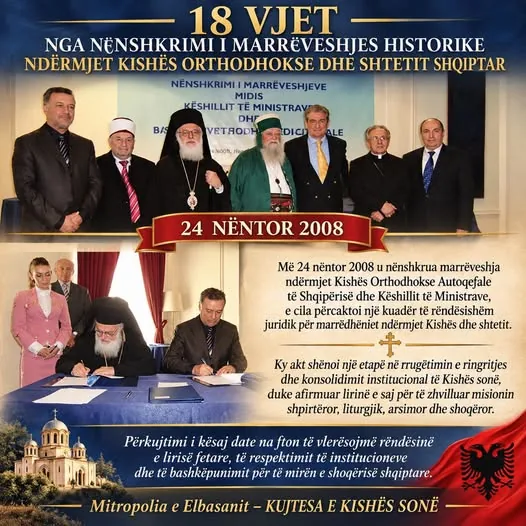 18 VJET
NGA NËNSHKRIMI I MARRËVESHJES HISTORIKE
NDËRMJET KISHËS ORTHODHOKSE DHE SHTETIT SHQIPTAR
NËNSHKRIMI I MARRËVESHJEVE
MIDIS
KËSHILLIT TË MINISTRAVE
DHE
24 NËNTOR 2008
Më 24 nëntor 2008 u nënshkrua marrëveshja
ndërmjet Kishës Orthodhokse Autoqefale
të Shqipërisë dhe Këshillit të Ministrave,
e cila përcaktoi një kuadër të rëndësishëm
juridik për marrëdhëniet ndërmjet Kishës dhe shtetit.
Ky akt shënoi një etapë në rrugëtimin e ringritjes
dhe konsolidimit institucional të Kishës sonë,
duke afirmuar lirinë e saj për të zhvilluar misionin
shpirtëror, liturgjik, arsimor dhe shoqëror.
Përkujtimi i kësaj date na fton të vlerësojmë rëndësinë
e lirisë fetare, të respektimit të institucioneve
dhe të bashkëpunimit për të mirën e shoqërisë shqiptare.
Mitropolia e Elbasanit – KUJTESA E KISHËS SONË